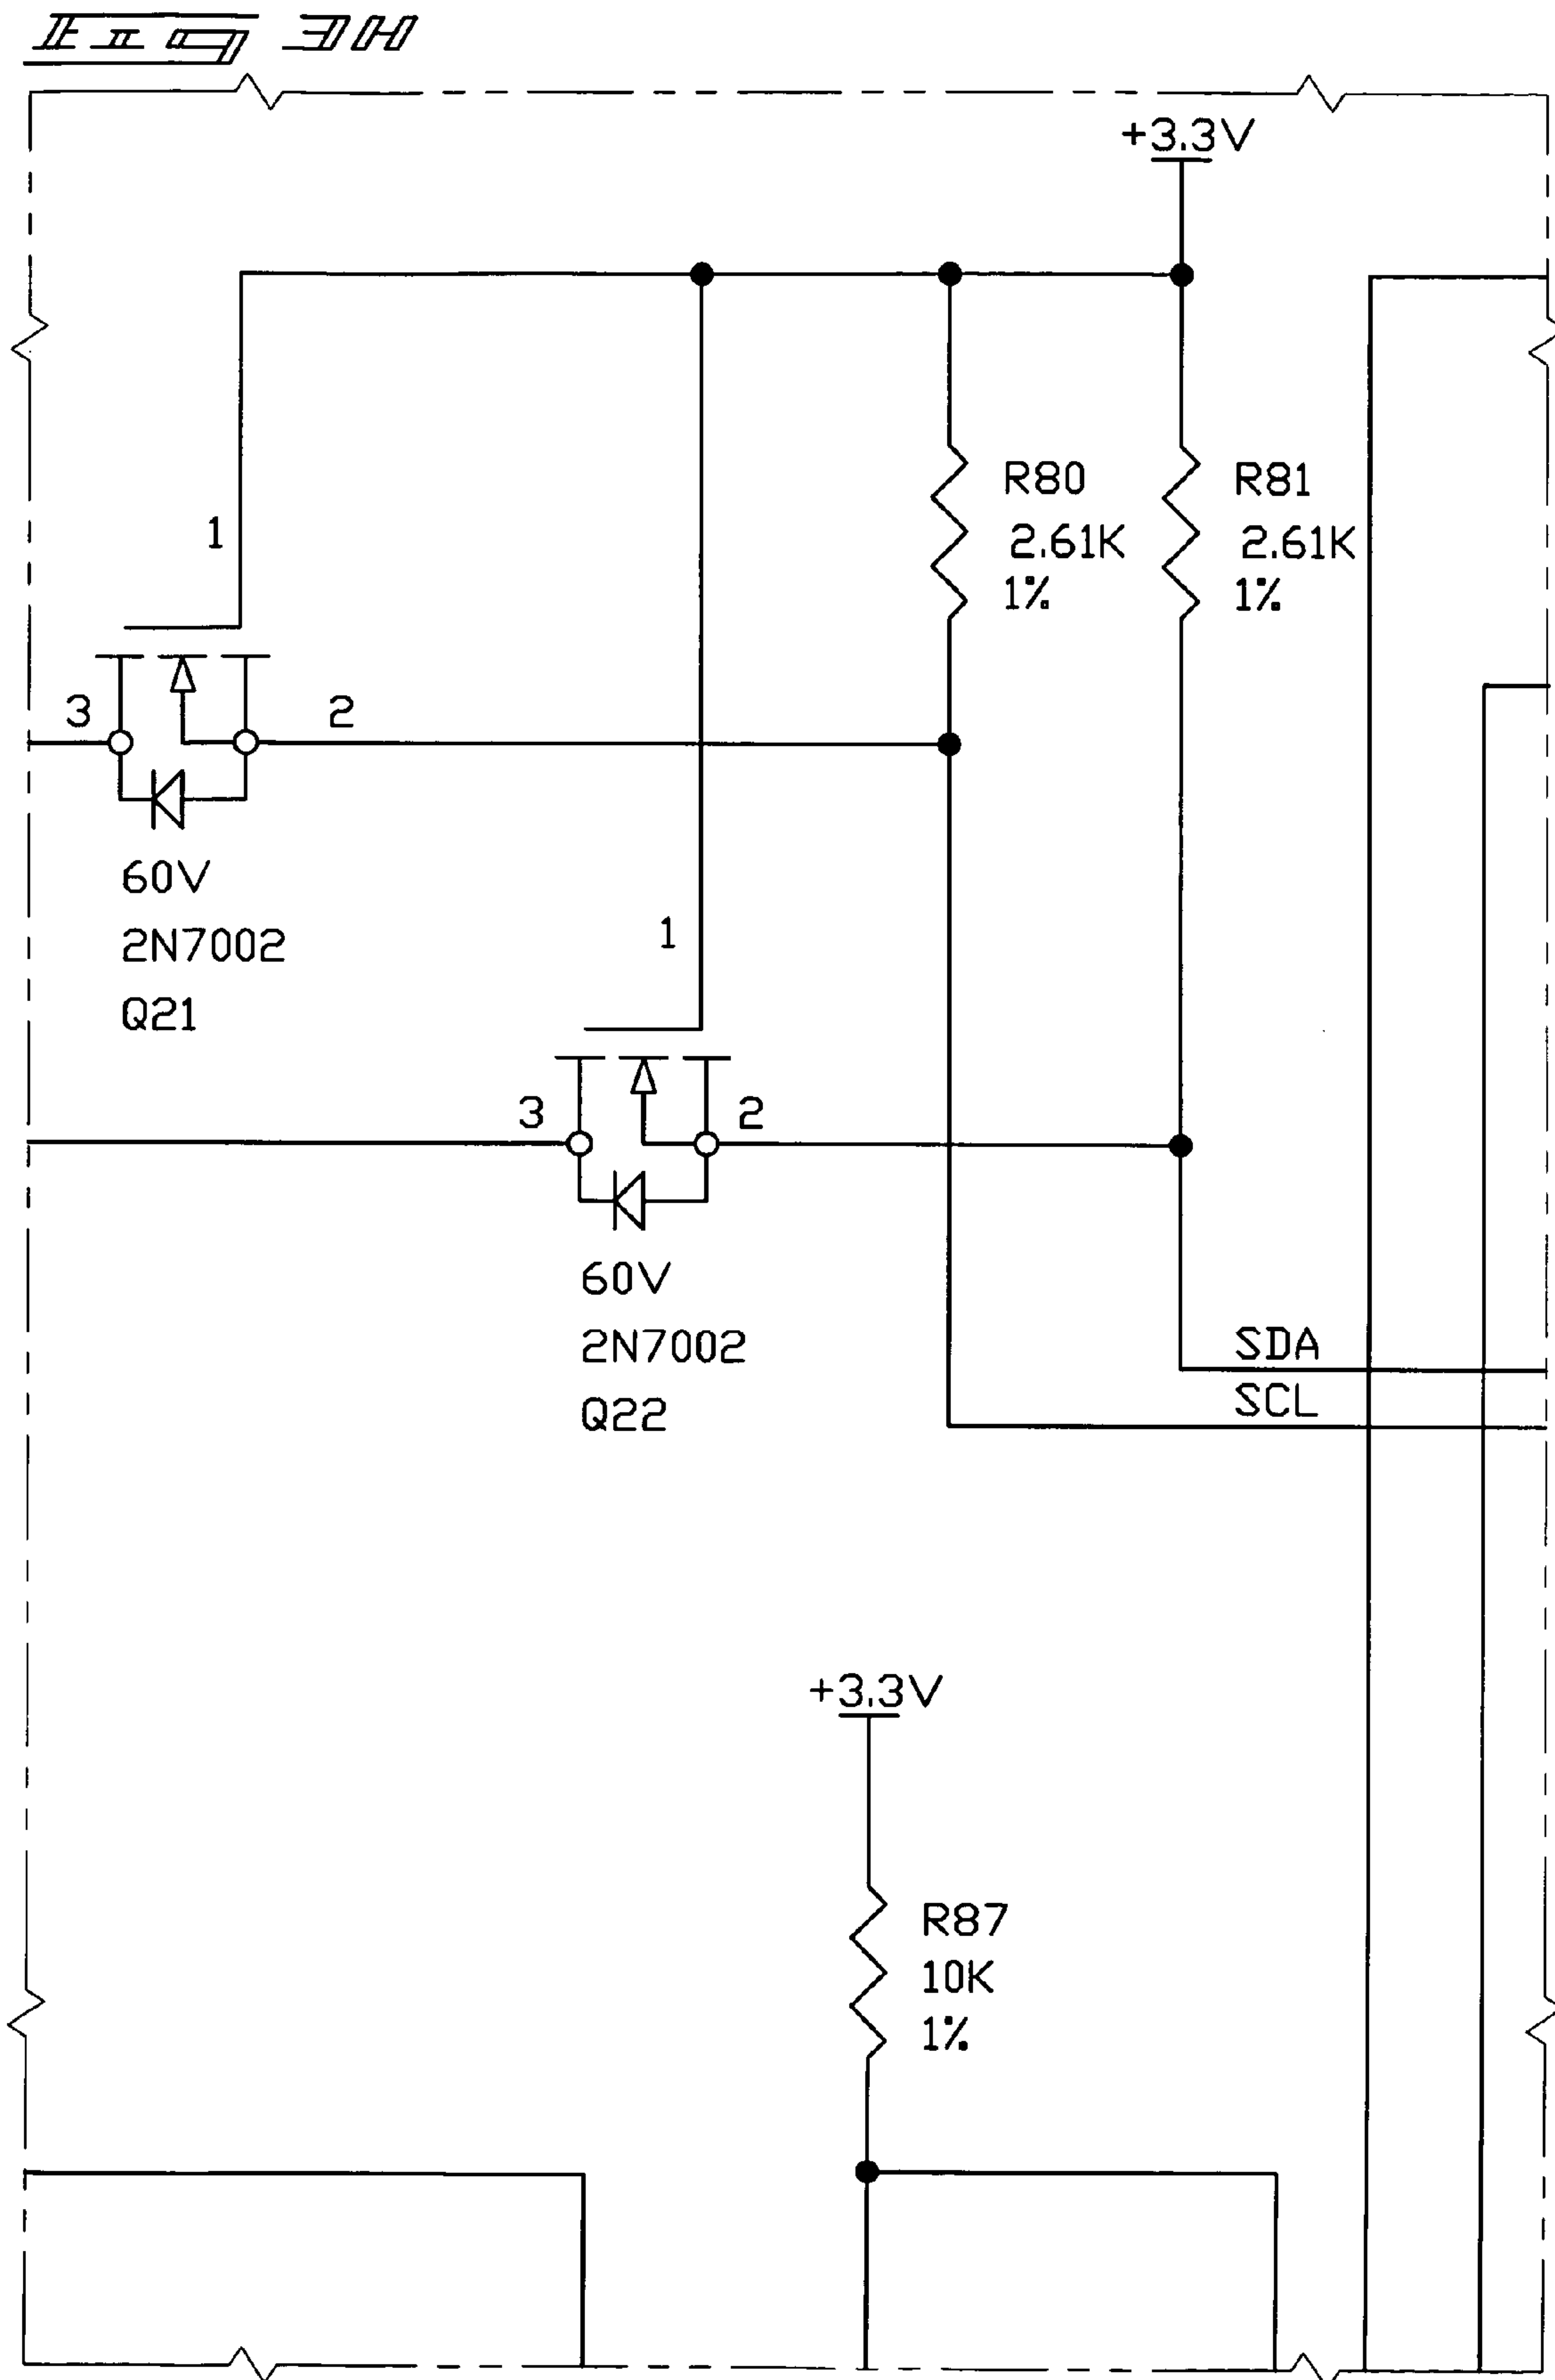 Fig 3H
+3.3V
R80
2.61K
1%
R81
2.61K
1%
1
3
2
60V
2N7002
Q21
1
3
2
60V
2N7002
Q22
SDA
SCL
+3.3V
R87
10K
1%